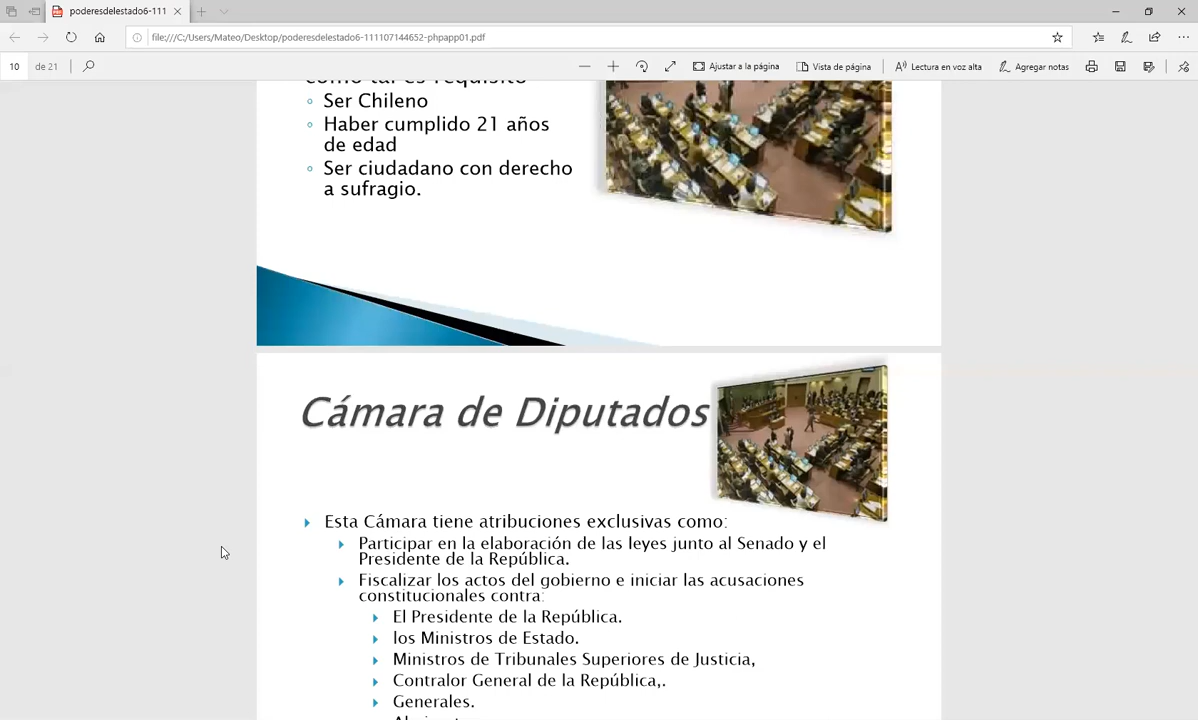 poderesdelestado6-111
file:///C:/Users/Mateo/Desktop/poderesdelestado6-111107144652-phpapp01.pdf
10 de 21
Ajustar a la página
Vista de página
Lectura en voz alta
Agregar notas
como tal es requisito
Ser Chileno
Haber cumplido 21 años
de edad
Ser ciudadano con derecho
a sufragio.
Cámara de Diputados
Esta Cámara tiene atribuciones exclusivas como:
Participar en la elaboración de las leyes junto al Senado y el
Presidente de la República.
Fiscalizar los actos del gobierno e iniciar las acusaciones
constitucionales contra:
El Presidente de la República.
los Ministros de Estado.
Ministros de Tribunales Superiores de Justicia,
Contralor General de la República,.
Generales.